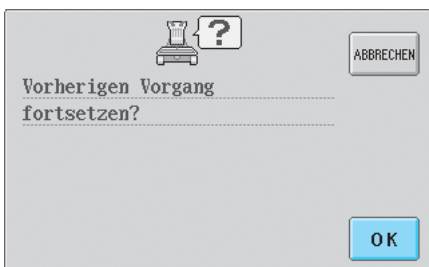 ?
ABBRECHEN
Vorherigen Vorgang
fortsetzen?
OK